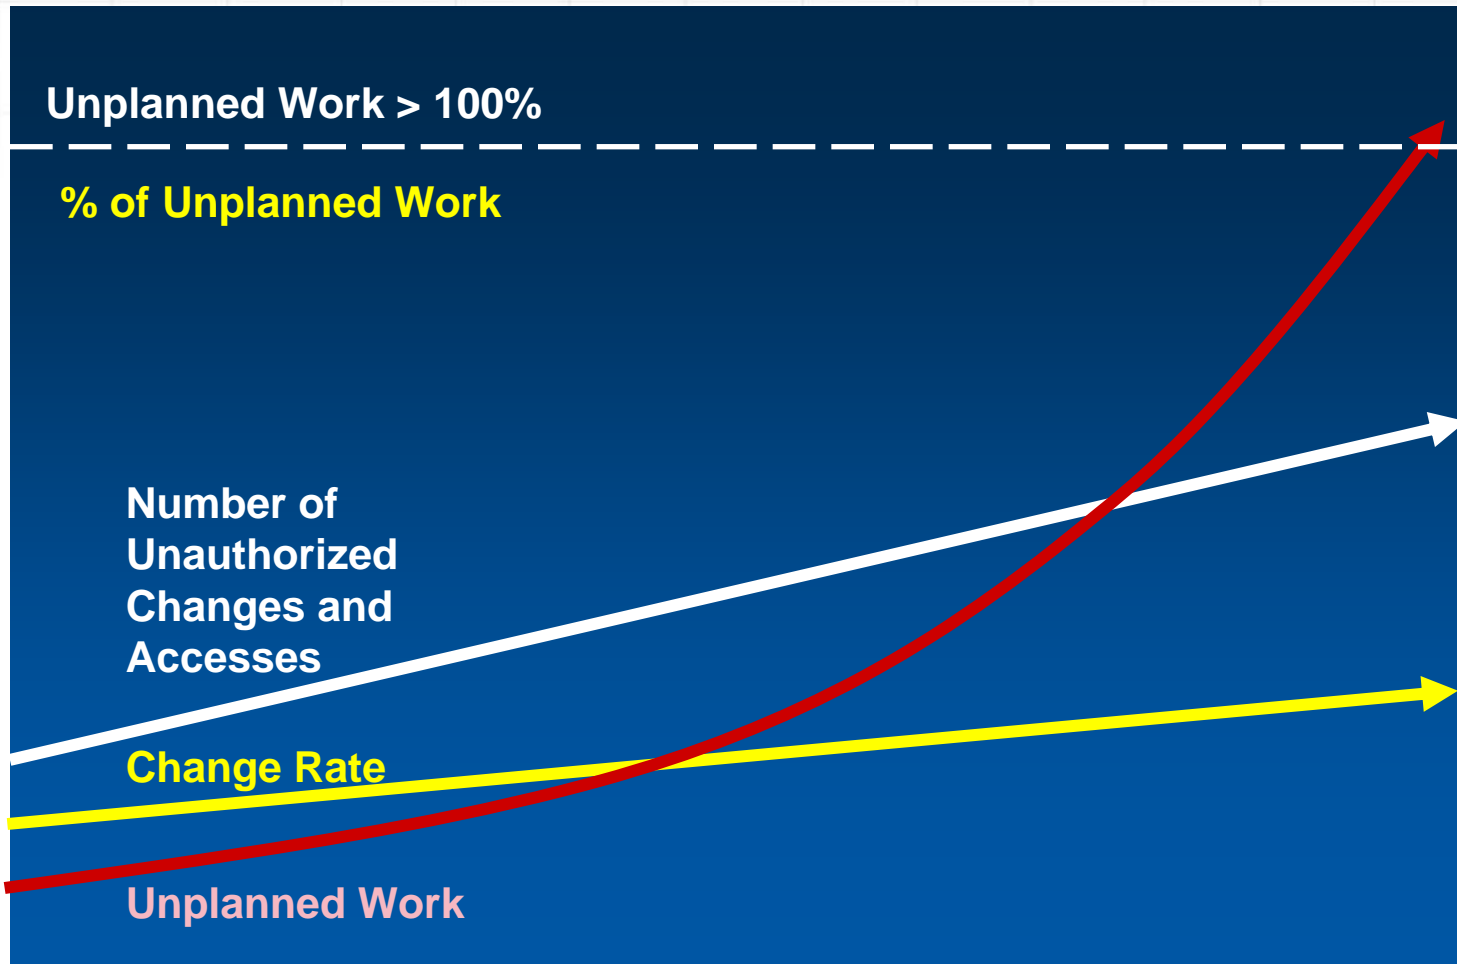 Unplanned Work > 100%
% of Unplanned Work
Number of
Unauthorized
Changes and
Accesses
Change Rate
Unplanned Work